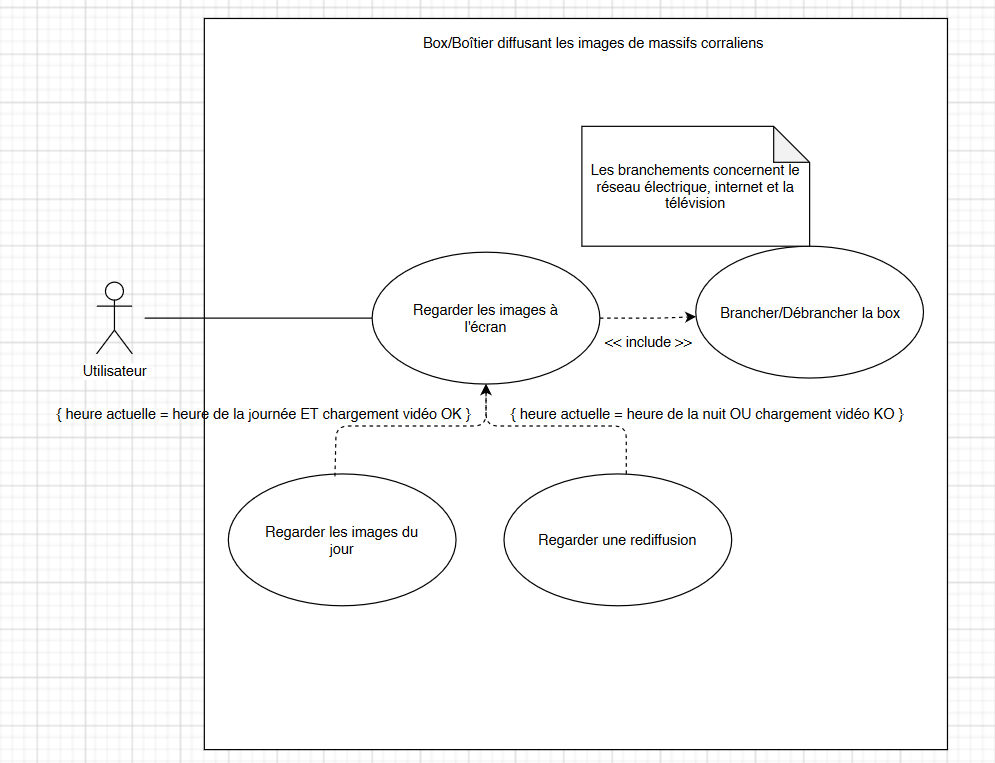 Box/Boîtier diffusant les images de massifs corraliens
Les branchements concernent le
réseau électrique, internet et la
télévision
Regarder les images à
l'écran
Brancher/Débrancher la box
<< include >>
Utilisateur
{ heure actuelle = heure de la journée ET chargement vidéo OK }
{ heure actuelle = heure de la nuit OU chargement vidéo KO }
Regarder les images du
jour
Regarder une rediffusion